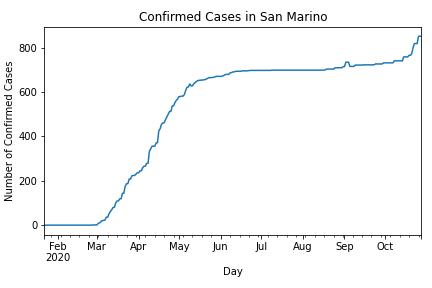 Confirmed Cases in San Marino
Number of Confirmed Cases
800
600
400
200
0
Feb Mar Apr May Jun Jul Aug Sep Oct
2020
Day